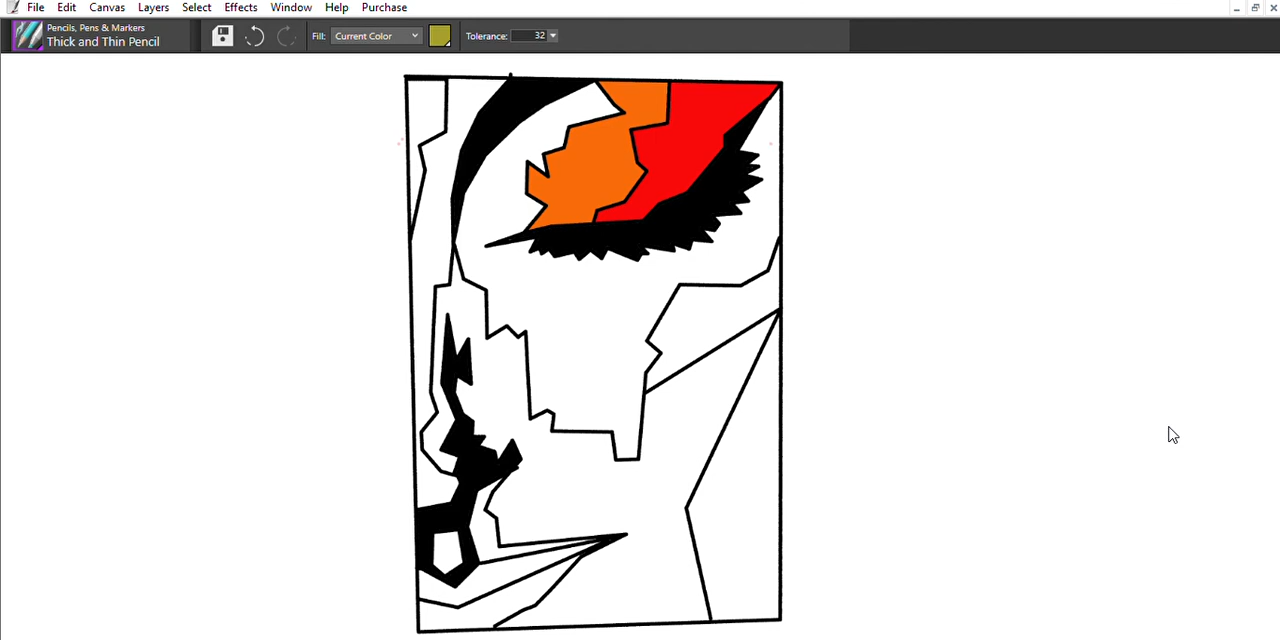 File Edit Canvas Layers Select Effects Window Help Purchase
Pencils, Pens & Markers
Thick and Thin Pencil
Fill: Current Color Tolerance: 32